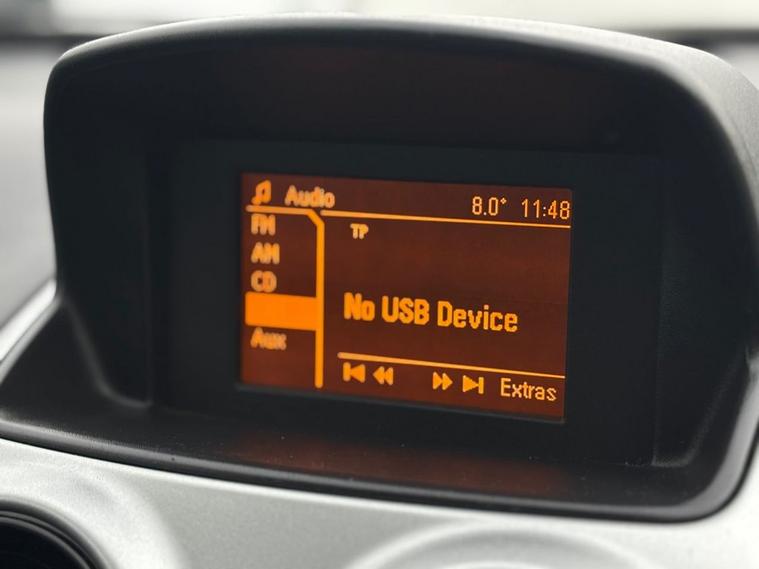 Audio 8.0° 11:48
FM
TP
AM
CD
No USB Device
Aux
Extras